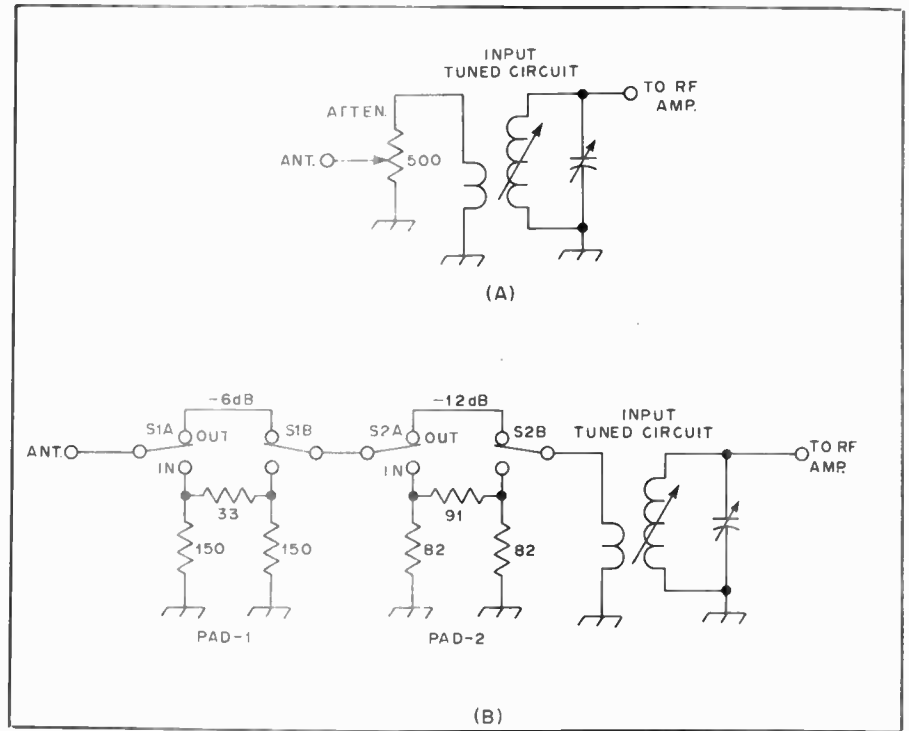 INPUT
TUNED CIRCUIT
TO RF
AMP.
ATTEN.
ANT.
500
(A)
-6dB
-12dB
INPUT
TUNED CIRCUIT
S1A
OUT
S1B
S2A
OUT
S2B
ANT.
TO RF
AMP.
IN
IN
33
91
150
150
82
82
PAD-1
PAD-2
(B)